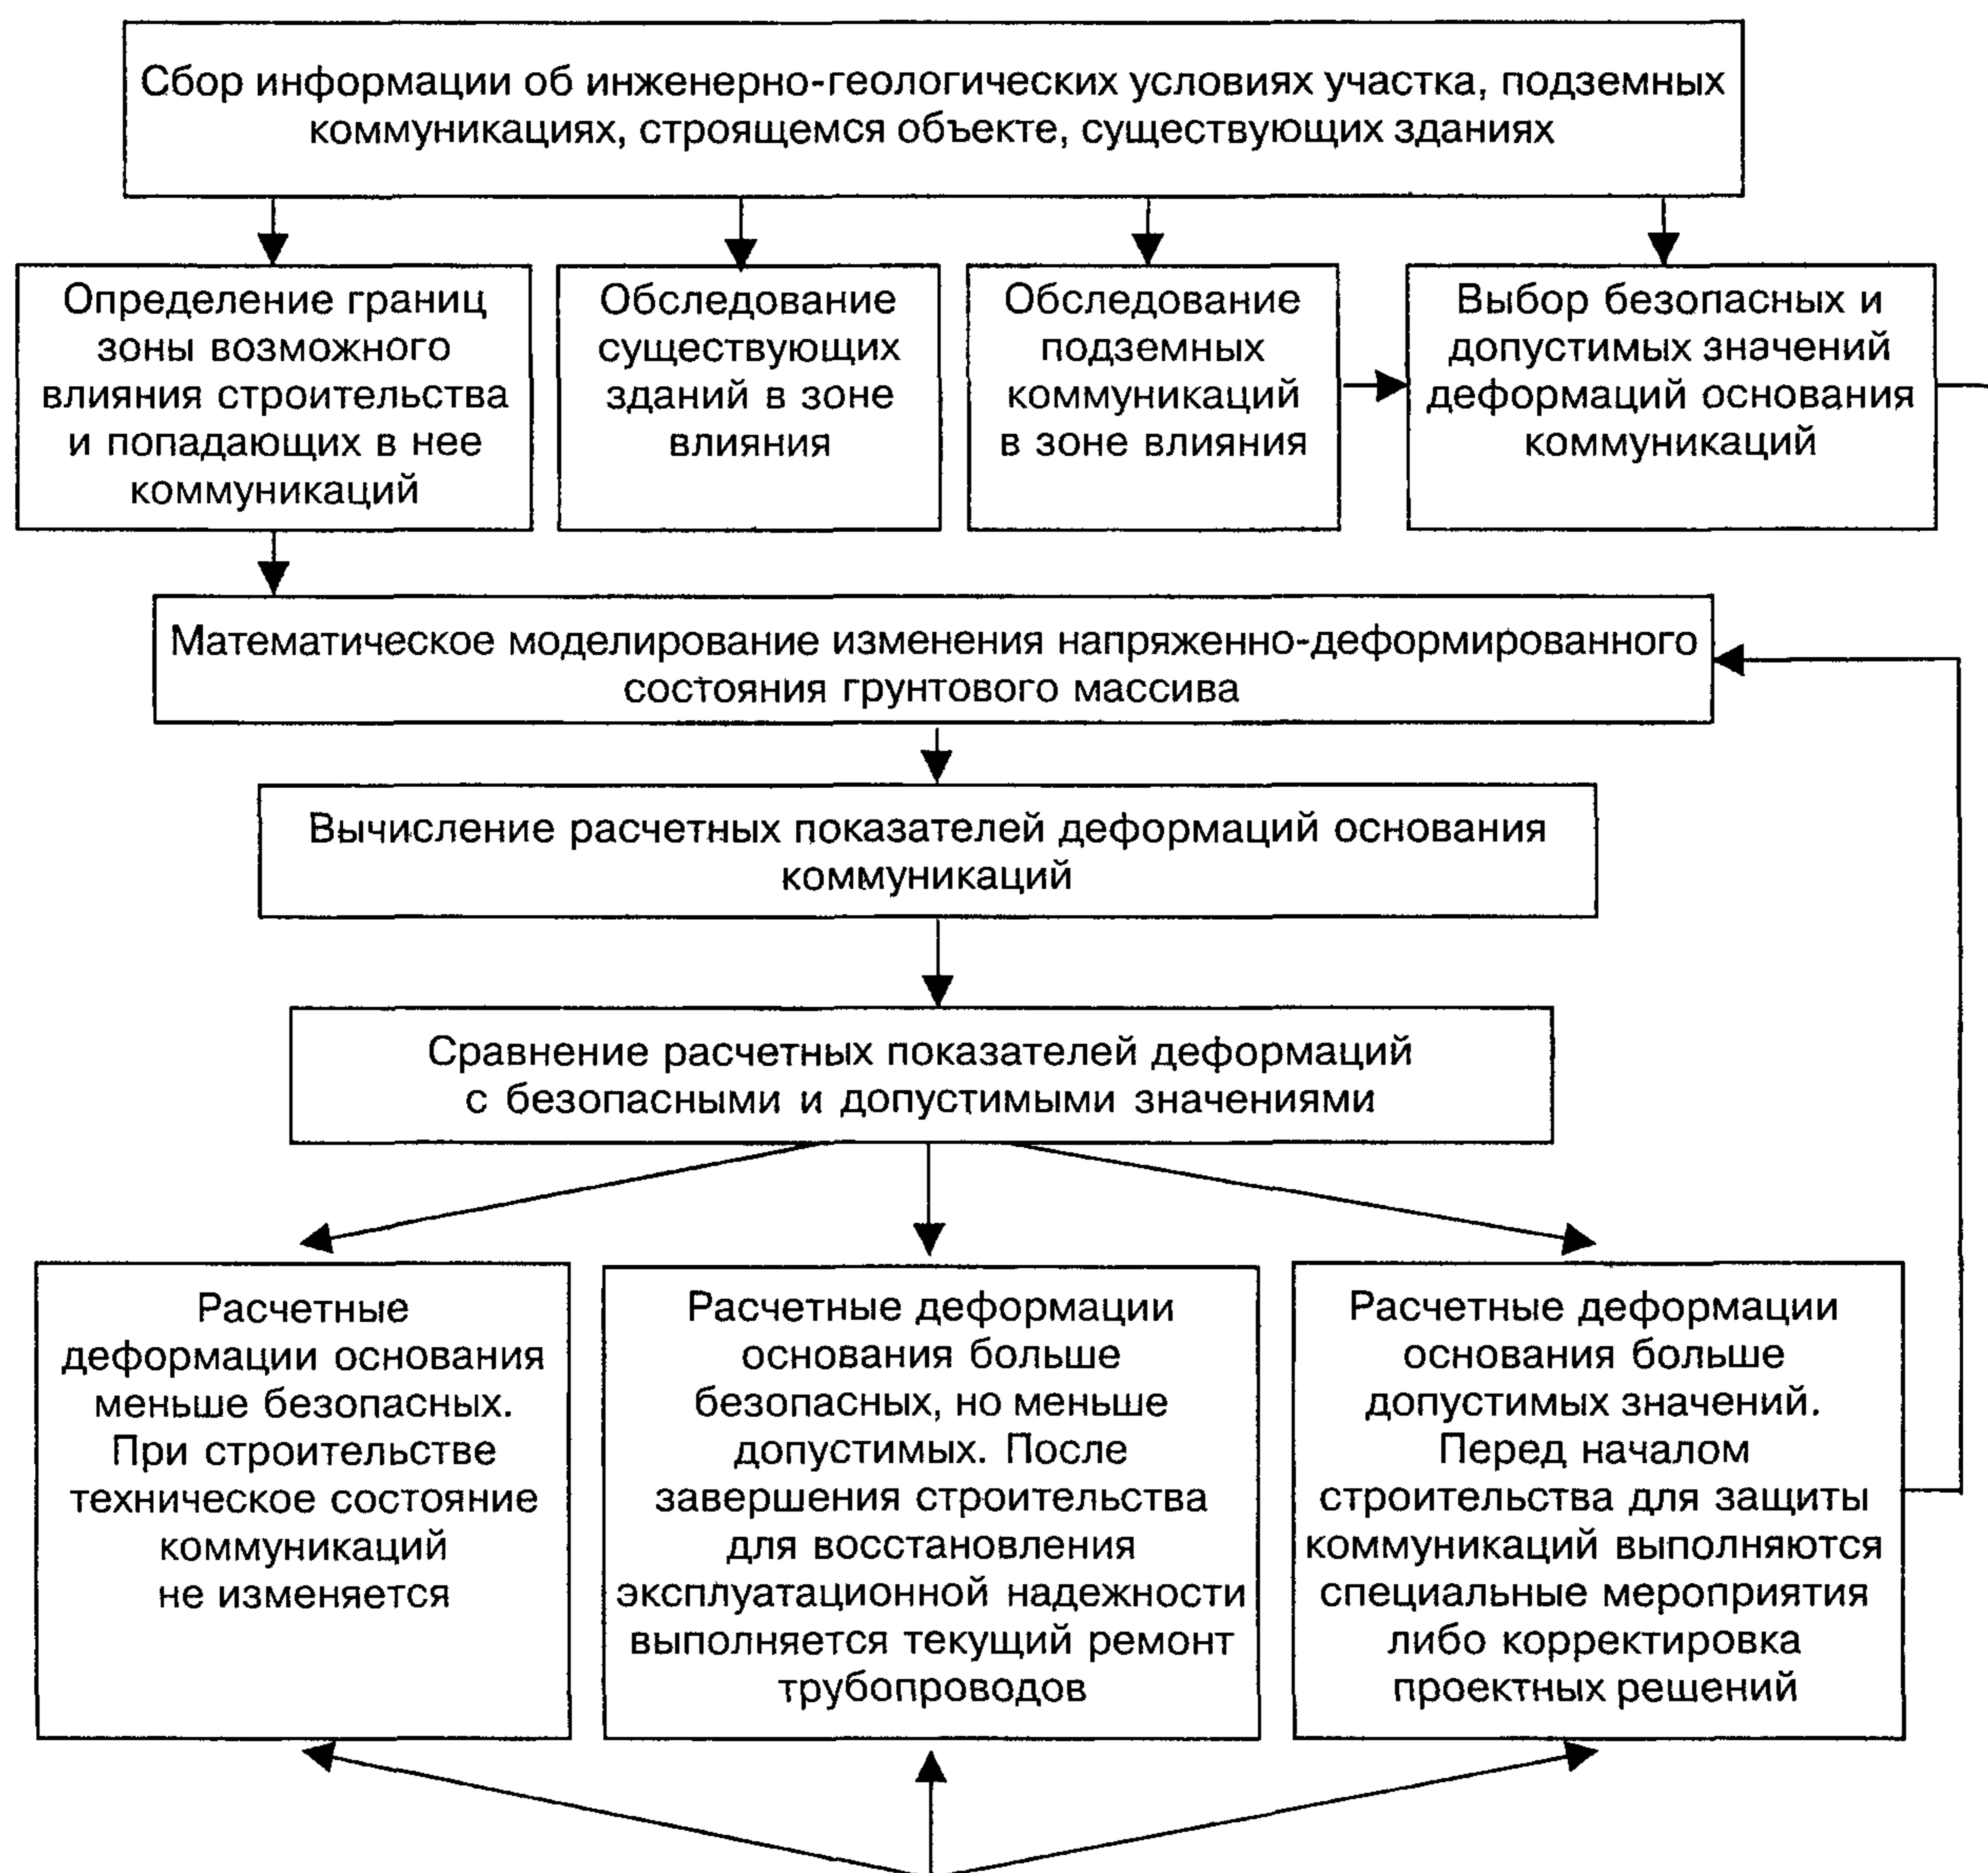 Сбор информации об инженерно-геологических условиях участка, подземных
коммуникациях, строящемся объекте, существующих зданиях
Определение границ
зоны возможного
влияния строительства
и попадающих в нее
коммуникаций
Обследование
существующих
зданий в зоне
влияния
Обследование
подземных
коммуникаций
в зоне влияния
Выбор безопасных и
допустимых значений
деформаций основания
коммуникаций
Математическое моделирование изменения напряженно-деформированного
состояния грунтового массива
Вычисление расчетных показателей деформаций основания
коммуникаций
Сравнение расчетных показателей деформаций
с безопасными и допустимыми значениями
Расчетные
деформации основания
меньше безопасных.
При строительстве
техническое состояние
коммуникаций
не изменяется
Расчетные деформации
основания больше
безопасных, но меньше
допустимых. После
завершения строительства
для восстановления
эксплуатационной надежности
выполняется текущий ремонт
трубопроводов
Расчетные деформации
основания больше
допустимых значений.
Перед началом
строительства для защиты
коммуникаций выполняются
специальные мероприятия
либо корректировка
проектных решений